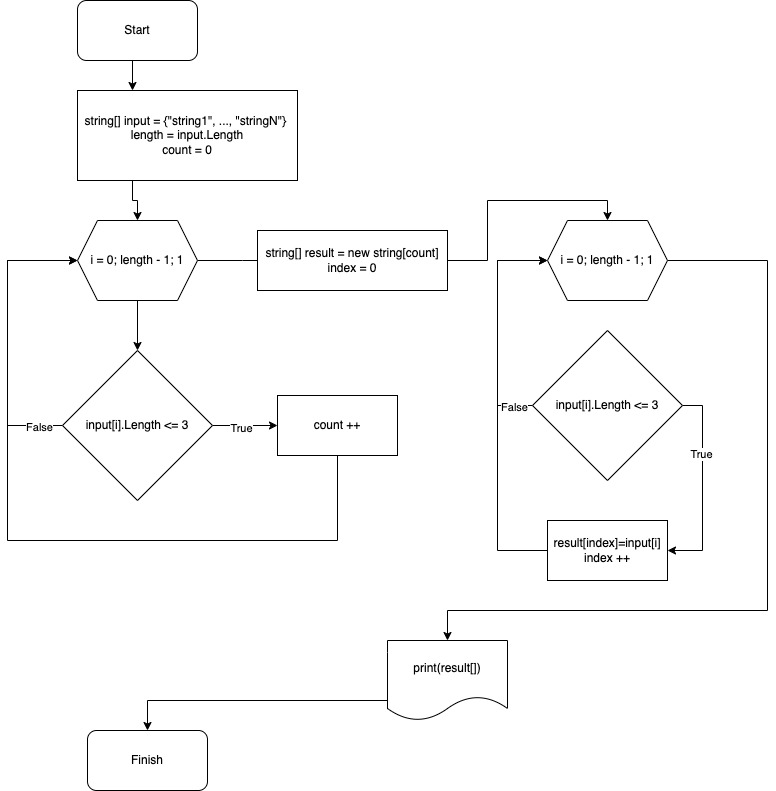 Start
string[] input = {"string1", ..., "stringN"}
length = input.Length
count = 0
i = 0; length - 1; 1
string[] result = new string[count]
index = 0
i = 0; length - 1; 1
input[i].Length <= 3
False
True
count ++
input[i].Length <= 3
False
True
result[index]=input[i]
index ++
print(result[])
Finish